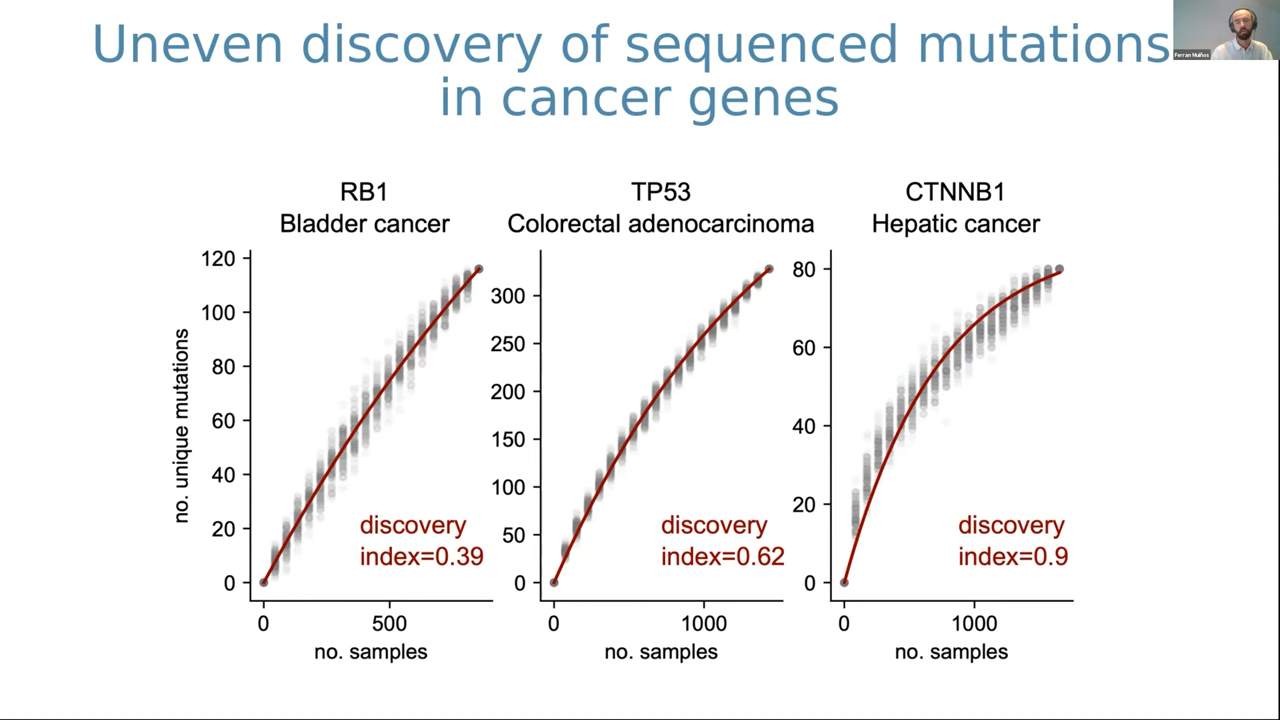 Uneven discovery of sequenced mutations
in cancer genes
Ferran Muiños
RB1
Bladder cancer
120
100
80
60
40
20
0
no. unique mutations
discovery
index=0.39
0
500
no. samples
TP53
Colorectal adenocarcinoma
300
250
200
150
100
50
0
discovery
index=0.62
0
1000
no. samples
CTNNB1
Hepatic cancer
80
60
40
20
0
discovery
index=0.9
0
1000
no. samples